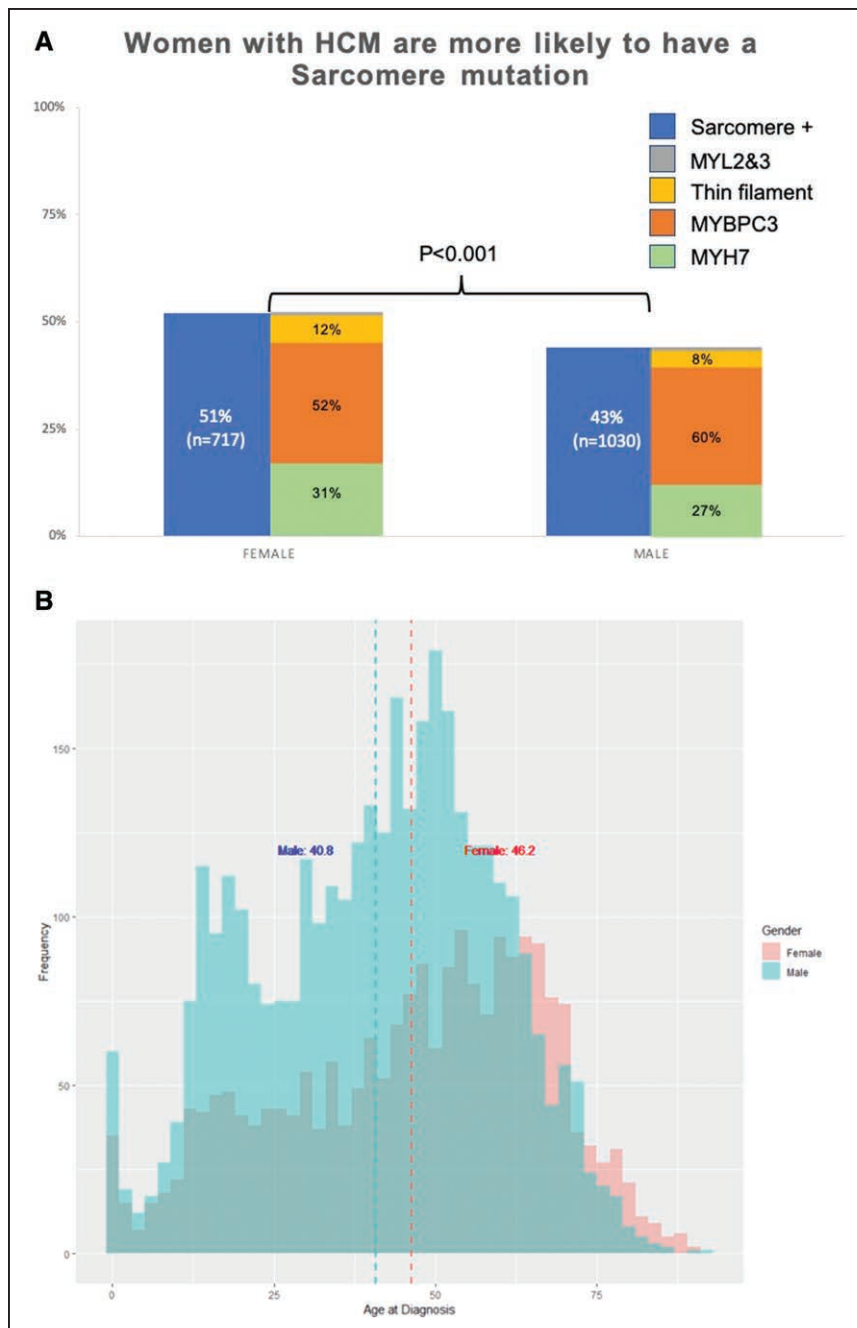 A
Women with HCM are more likely to have a
Sarcomere mutation
100%
75%
50%
25%
0%
Sarcomere +
MYL2&3
Thin filament
MYBPC3
MYH7
P<0.001
12%
52%
31%
51%
(n=717)
8%
60%
27%
43%
(n=1030)
FEMALE
MALE
B
Frequency
150
100
50
0
Male: 40.8
Female: 46.2
Gender
Female
Male
0
25
50
75
Age at Diagnosis